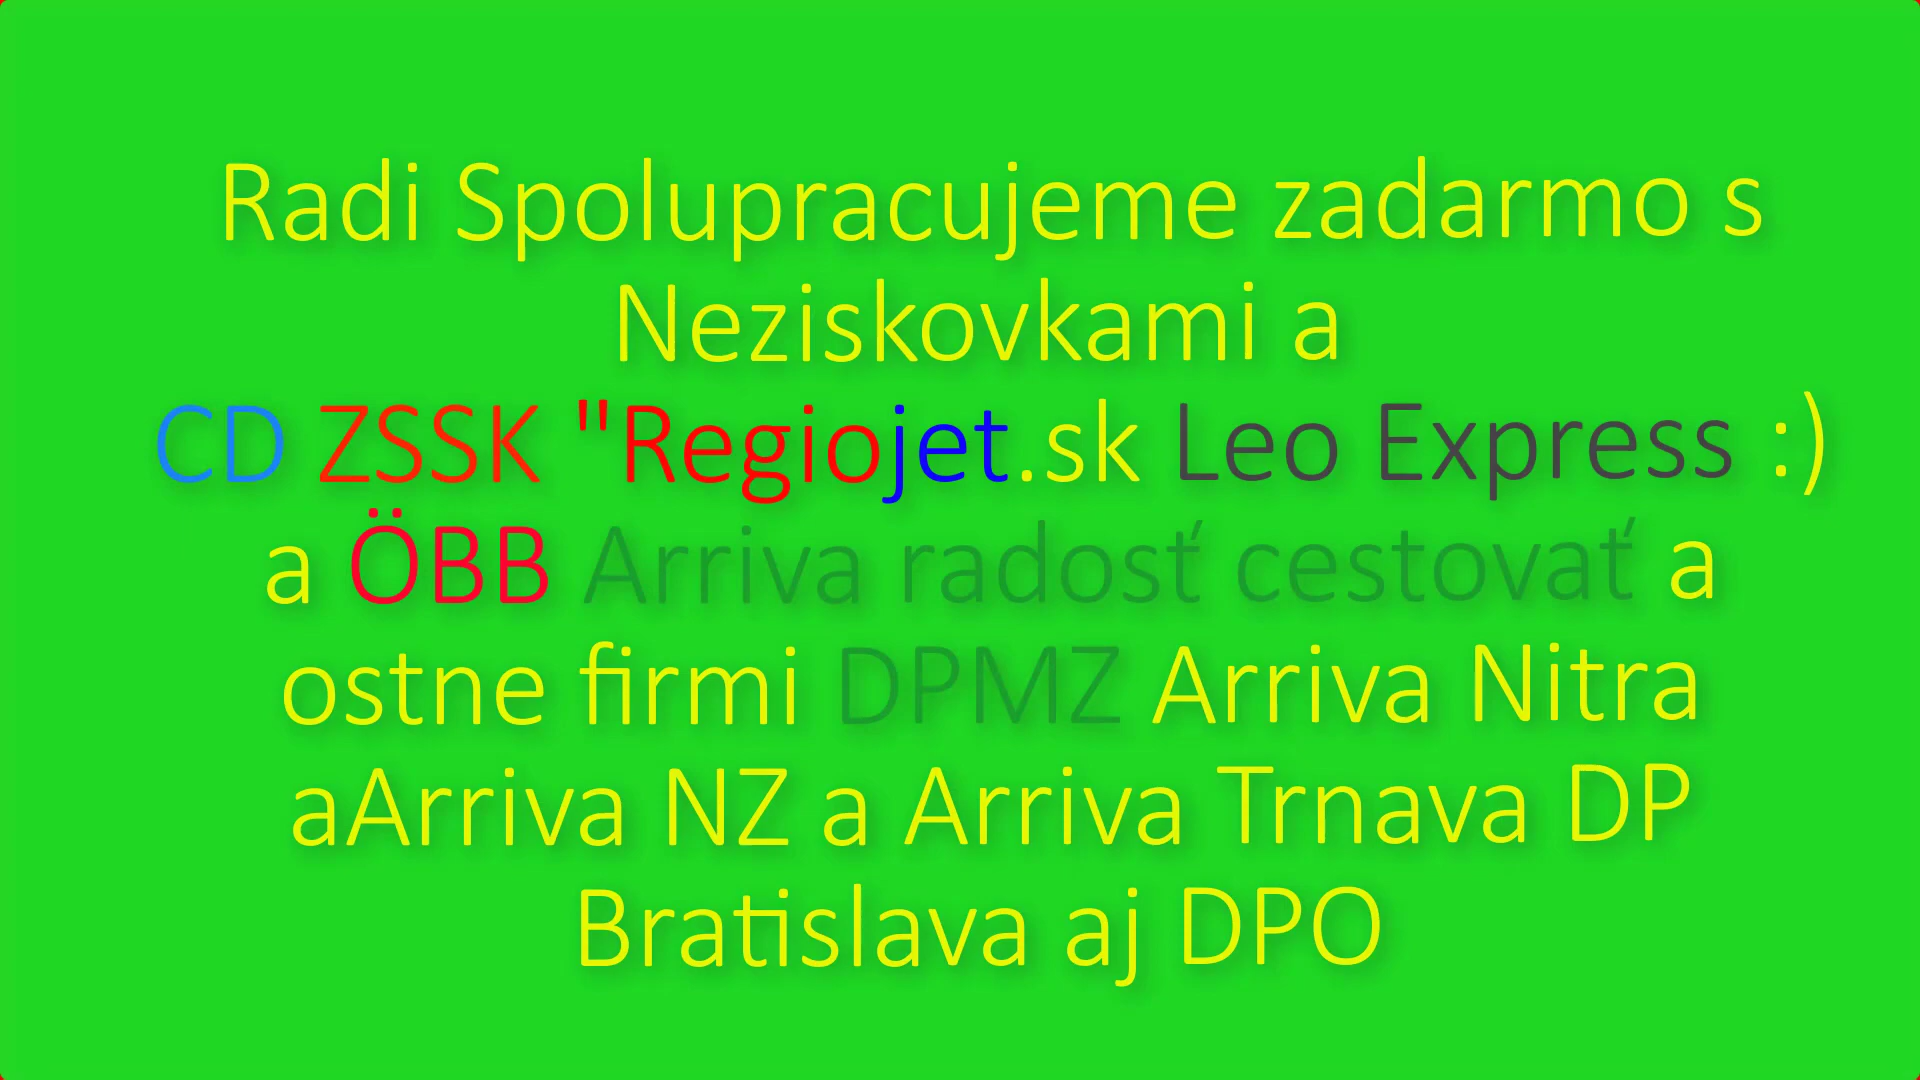 Radi Spolupracujeme zadarmo s
Neziskovkami a
CD ZSSK "Regiojet.sk Leo Express :)
a ÖBB Arriva radosť cestovať a
ostne firmi DPMZ Arriva Nitra
aArriva NZ a Arriva Trnava DP
Bratislava aj DPO